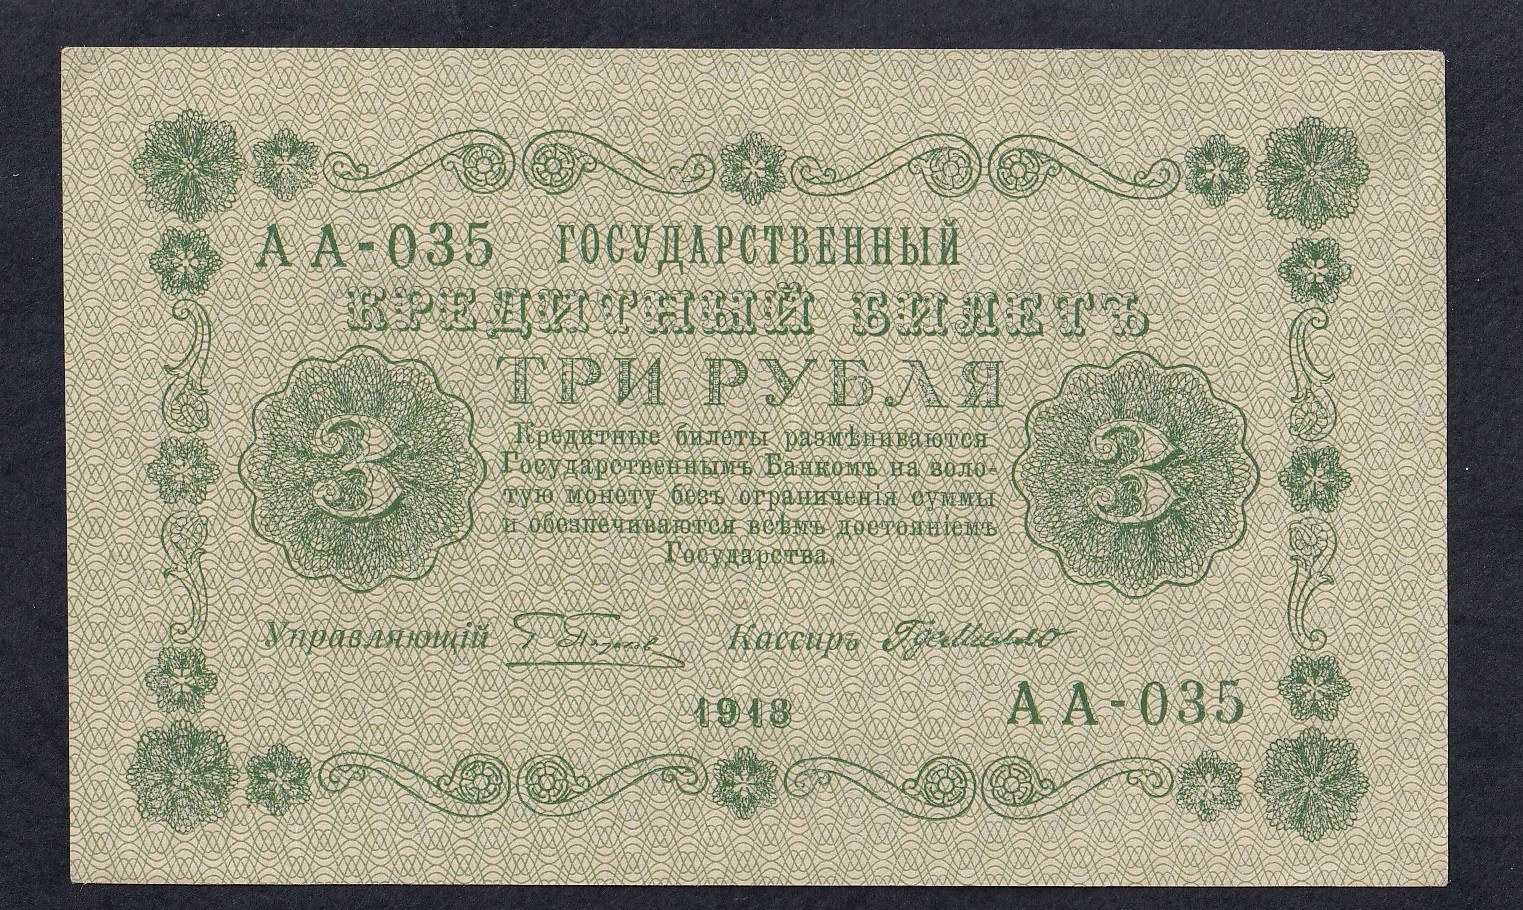 АА-035 ГОСУДАРСТВЕННЫЙ
КРЕДИТНЫЙ БИЛЕТЪ
ТРИ РУБЛЯ
3 3
Кредитные билеты размѣниваются
Государственнымъ Банкомъ на золо-
тую монету безъ ограниченія суммы
и обезпечиваются всѣмъ достояніемъ
Государства.
Управляющій Кассиръ
1918 АА-035